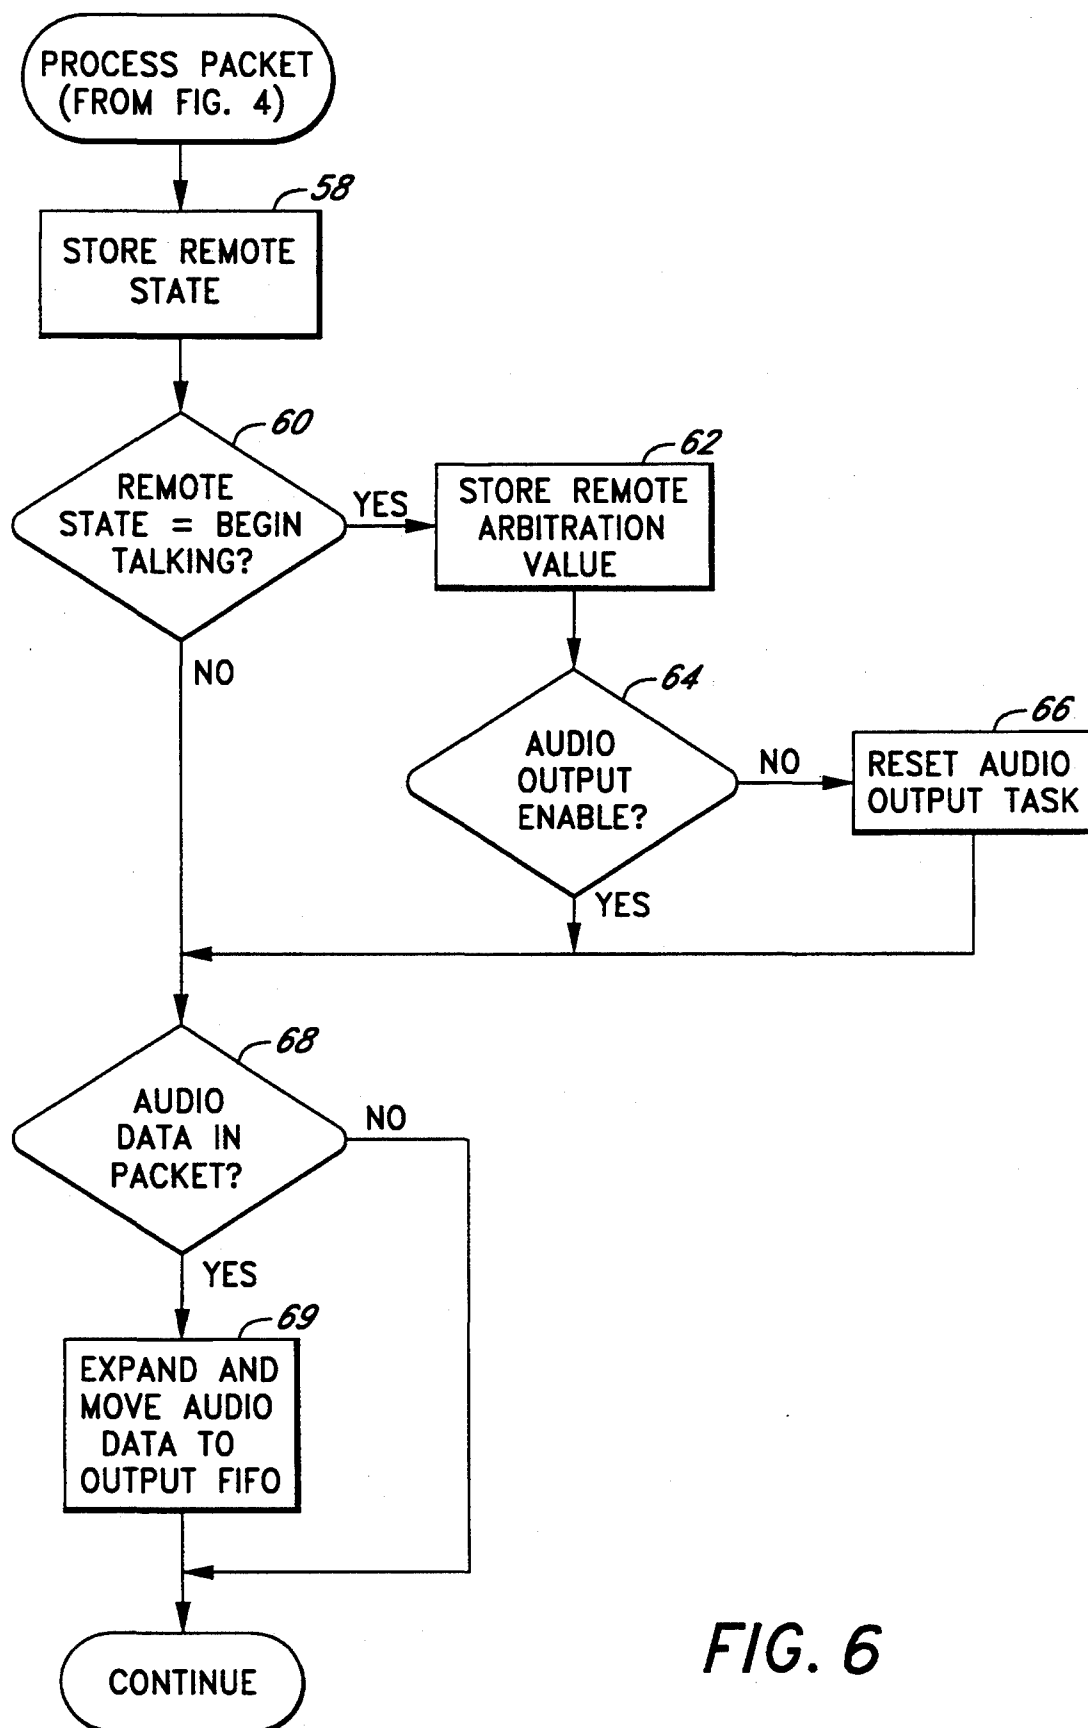 PROCESS PACKET
(FROM FIG. 4)
58
STORE REMOTE
STATE
60
REMOTE
STATE = BEGIN
TALKING?
YES
62
STORE REMOTE
ARBITRATION
VALUE
NO
64
AUDIO
OUTPUT
ENABLE?
NO
66
RESET AUDIO
OUTPUT TASK
YES
68
AUDIO
DATA IN
PACKET?
NO
YES
69
EXPAND AND
MOVE AUDIO
DATA TO
OUTPUT FIFO
CONTINUE
FIG. 6